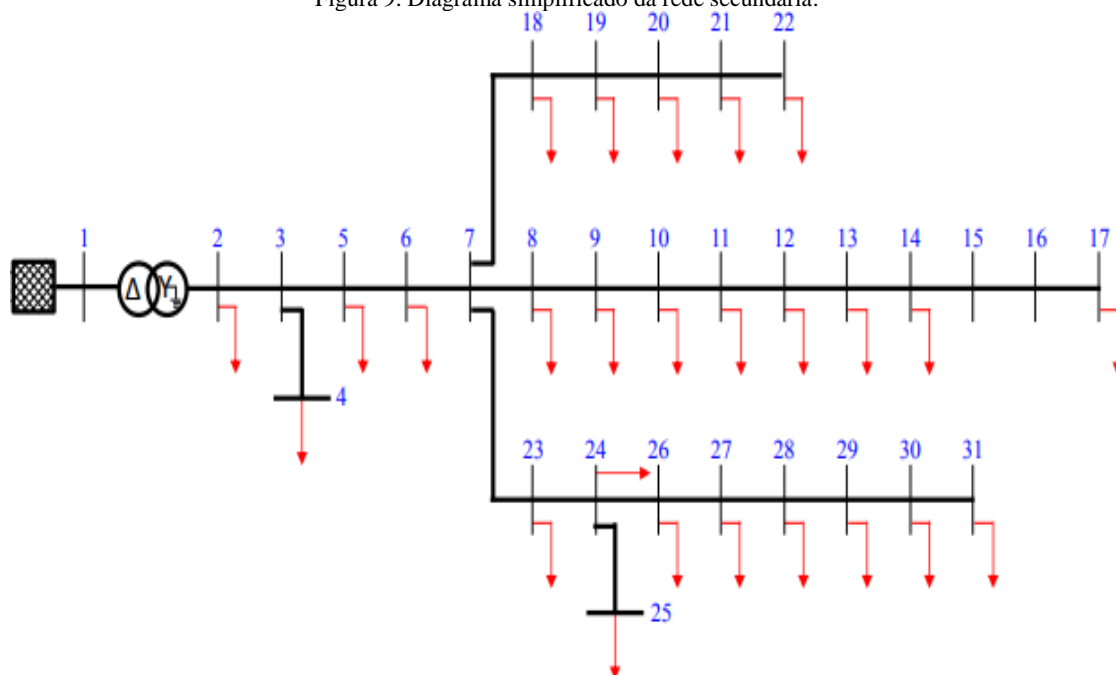 Figura 9. Diagrama simplificado da rede secundária.
18 19 20 21 22
1 2 3 5 6 7 8 9 10 11 12 13 14 15 16 17
Δ Y
4
23 24 26 27 28 29 30 31
25